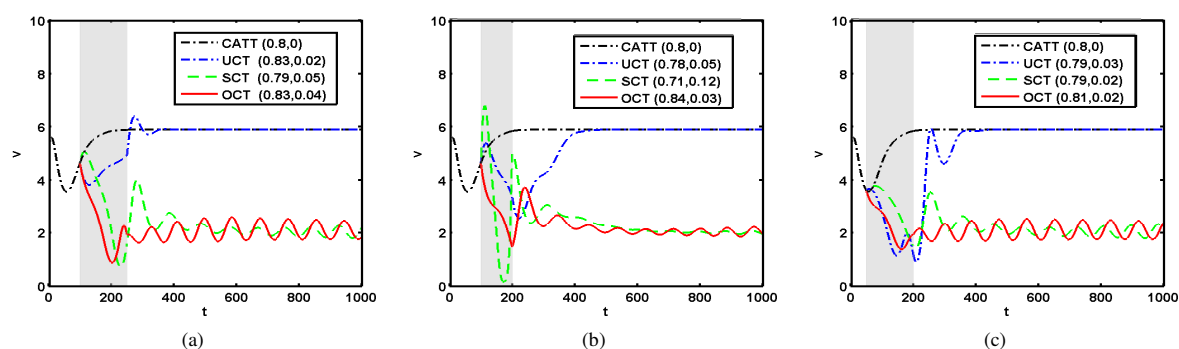 10
8
6
4
2
0
v
0 200 400 600 800 1000
t
CATT (0.8,0)
UCT (0.83,0.02)
SCT (0.79,0.05)
OCT (0.83,0.04)
(a)
10
8
6
4
2
0
v
0 200 400 600 800 1000
t
CATT (0.8,0)
UCT (0.78,0.05)
SCT (0.71,0.12)
OCT (0.84,0.03)
(b)
10
8
6
4
2
0
v
0 200 400 600 800 1000
t
CATT (0.8,0)
UCT (0.79,0.03)
SCT (0.79,0.02)
OCT (0.81,0.02)
(c)